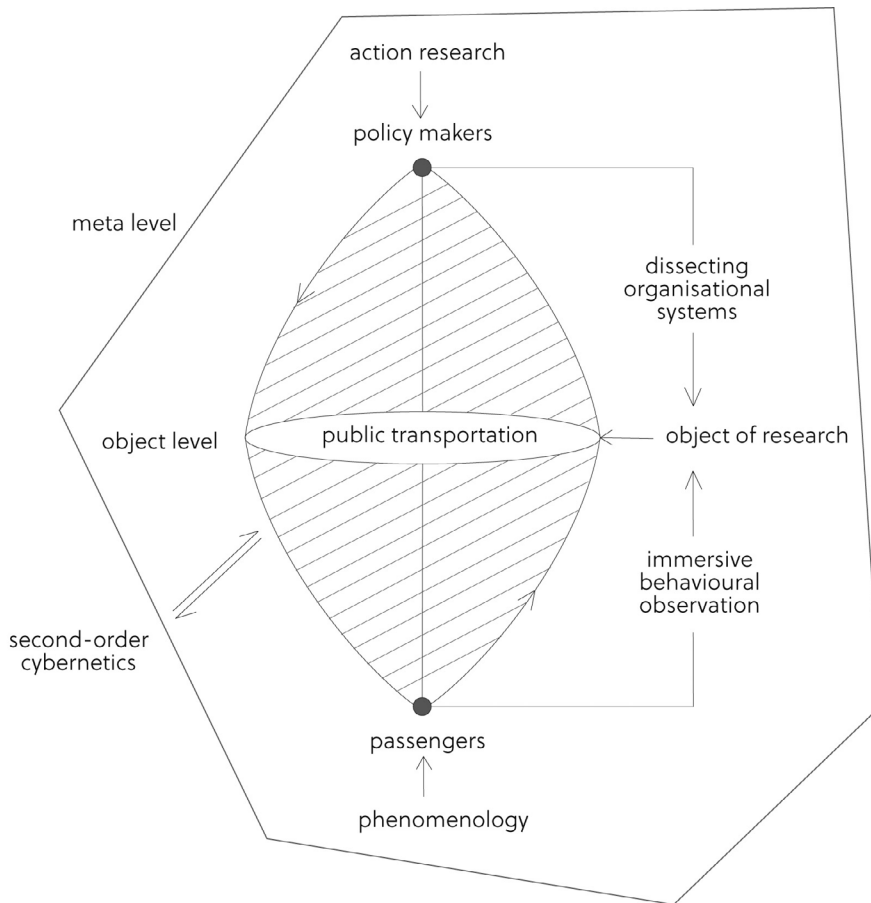 action research
policy makers
meta level
dissecting
organisational
systems
object level
public transportation
object of research
immersive
behavioural
observation
second-order
cybernetics
passengers
phenomenology